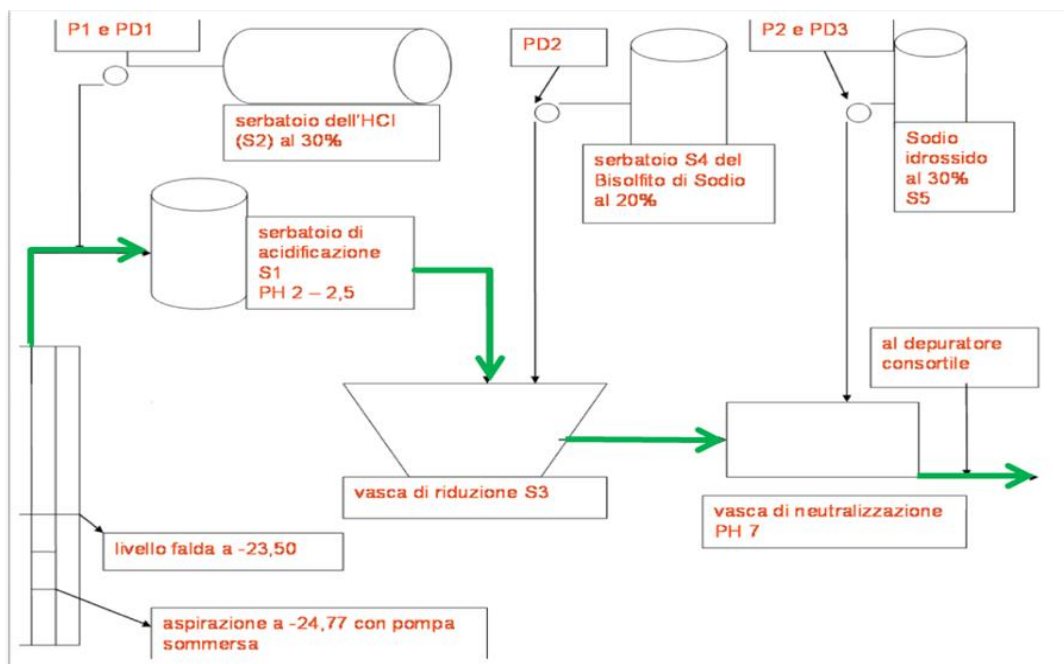 P1 e PD1
PD2
P2 e PD3
serbatoio dell'HCl
(S2) al 30%
serbatoio S4 del
Bisolfito di Sodio
al 20%
Sodio
idrossido
al 30%
S5
serbatoio di
acidificazione
S1
PH 2 – 2,5
al depuratore
consortile
vasca di riduzione S3
vasca di neutralizzazione
PH 7
livello falda a -23,50
aspirazione a -24,77 con pompa
sommersa